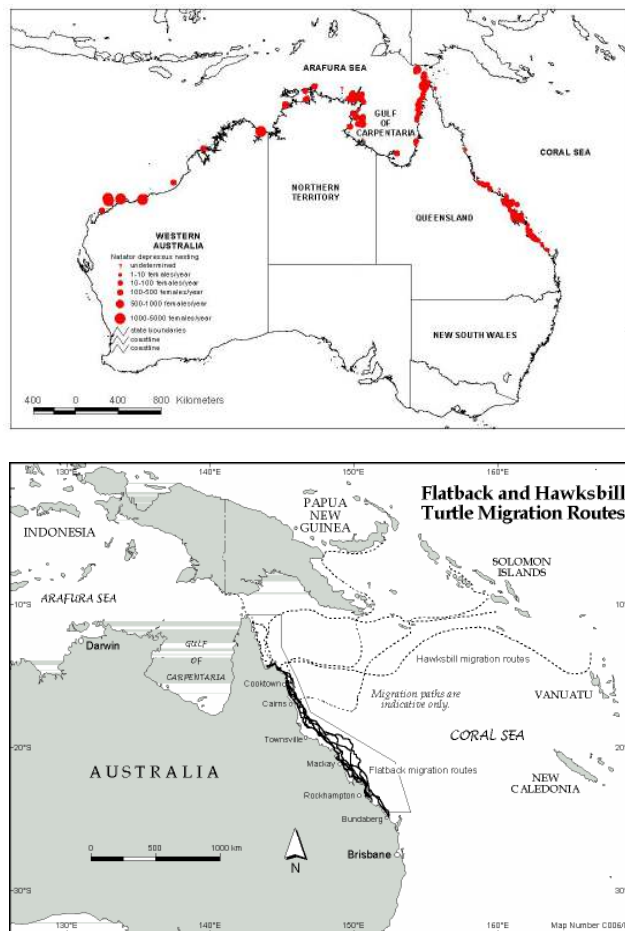 ARAFURA SEA
GULF
OF
CARPENTARIA
CORAL SEA
NORTHERN
TERRITORY
QUEENSLAND
WESTERN
AUSTRALIA
Natator depressus nesting
undetermined
1-10 females/year
10-100 females/year
100-500 females/year
500-1000 females/year
1000-5000 females/year
state boundaries
coastline
coastline
NEW SOUTH WALES
400 0 400 800 Kilometers
130°E 140°E 150°E 160°E
Flatback and Hawksbill
Turtle Migration Routes
PAPUA
NEW
GUINEA
INDONESIA
SOLOMON
ISLANDS
ARAFURA SEA
10°S 10°S
Darwin
GULF
OF
CARPENTARIA
Hawksbill migration routes
Cooktown
Migration paths are
indicative only.
VANUATU
Cairns
CORAL SEA
Townsville
20°S 20°S
Mackay
Flatback migration routes
AUSTRALIA
NEW
CALEDONIA
Rockhampton
Bundaberg
0 500 1000 km
Brisbane
N
30°S 30°S
130°E 140°E 150°E 160°E